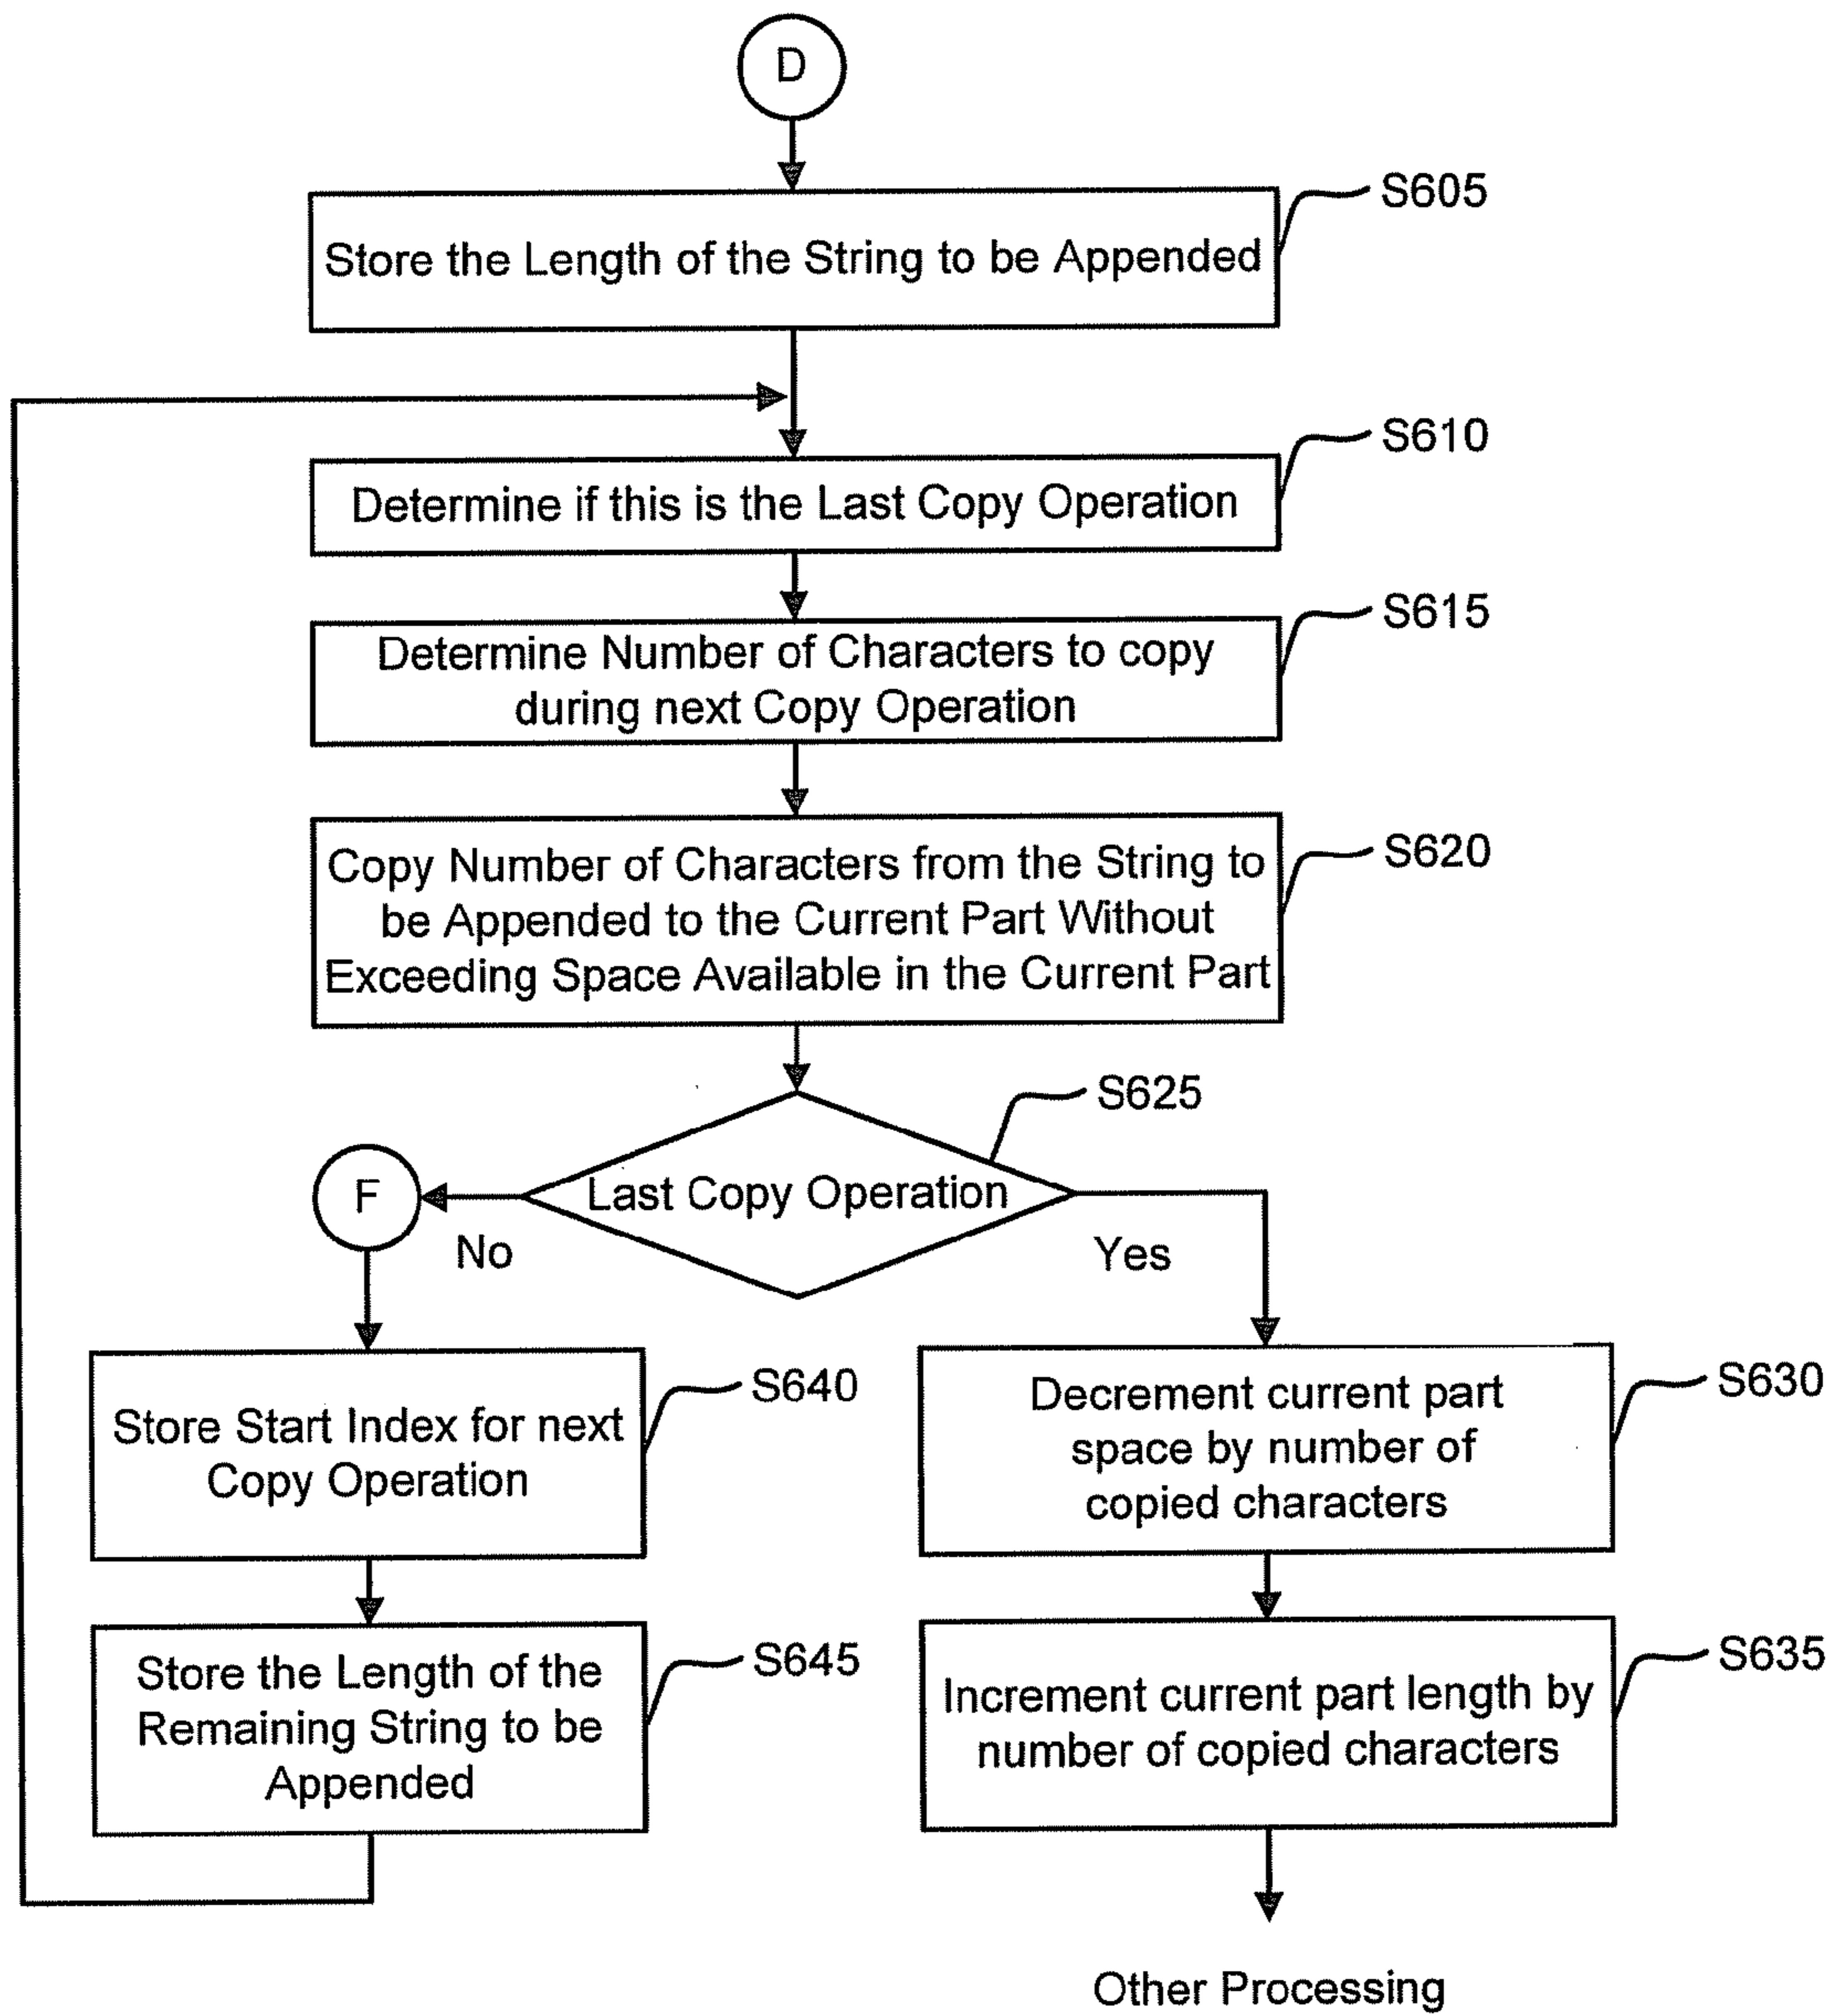 D
S605
Store the Length of the String to be Appended
S610
Determine if this is the Last Copy Operation
S615
Determine Number of Characters to copy
during next Copy Operation
S620
Copy Number of Characters from the String to
be Appended to the Current Part Without
Exceeding Space Available in the Current Part
S625
Last Copy Operation
F
No
Yes
S640
Store Start Index for next
Copy Operation
S630
Decrement current part
space by number of
copied characters
S645
Store the Length of the
Remaining String to be
Appended
S635
Increment current part length by
number of copied characters
Other Processing